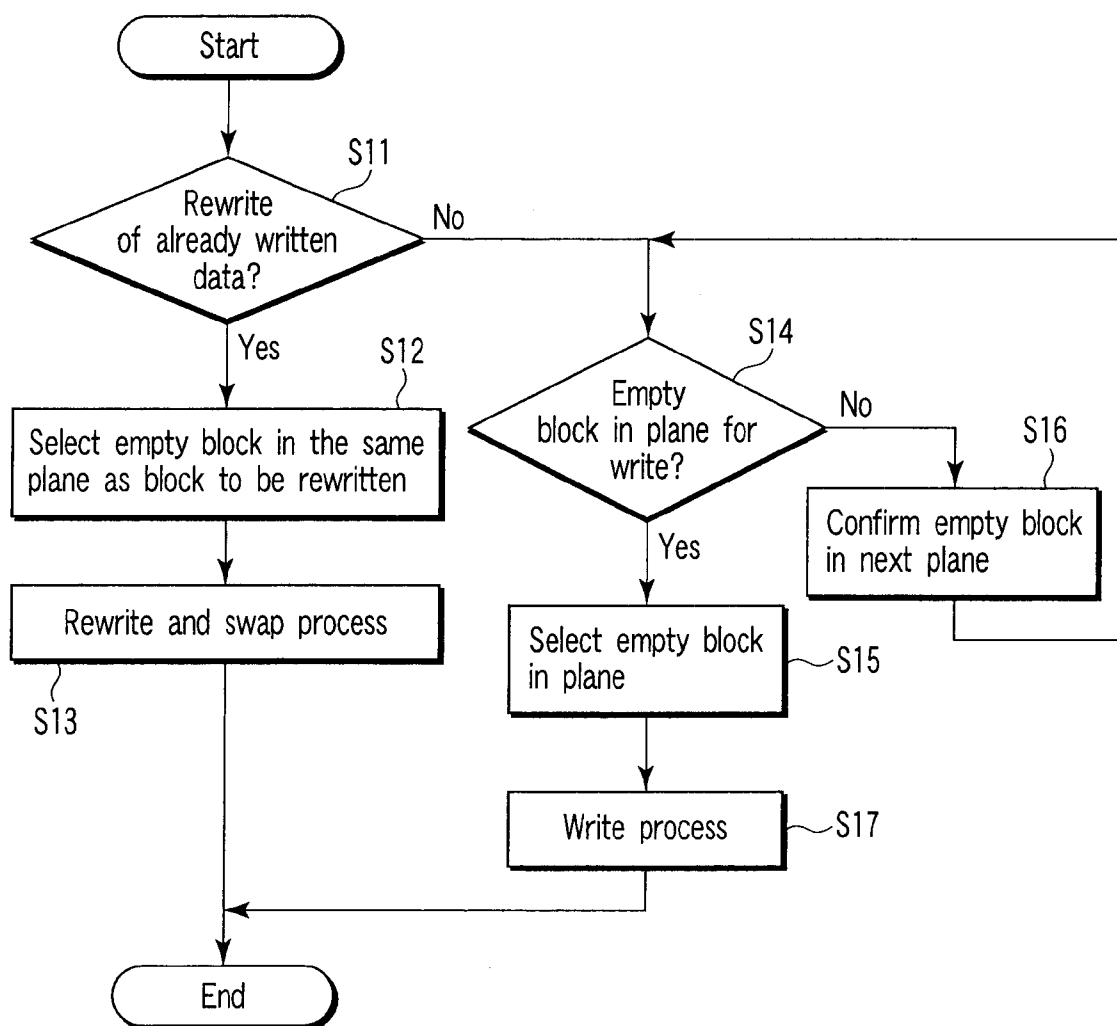 Start
S11
Rewrite
of already written
data?
No
Yes
S12
Select empty block in the same
plane as block to be rewritten
Rewrite and swap process
S13
S14
Empty
block in plane for
write?
No
S16
Confirm empty block
in next plane
Yes
Select empty block
in plane
S15
Write process
S17
End